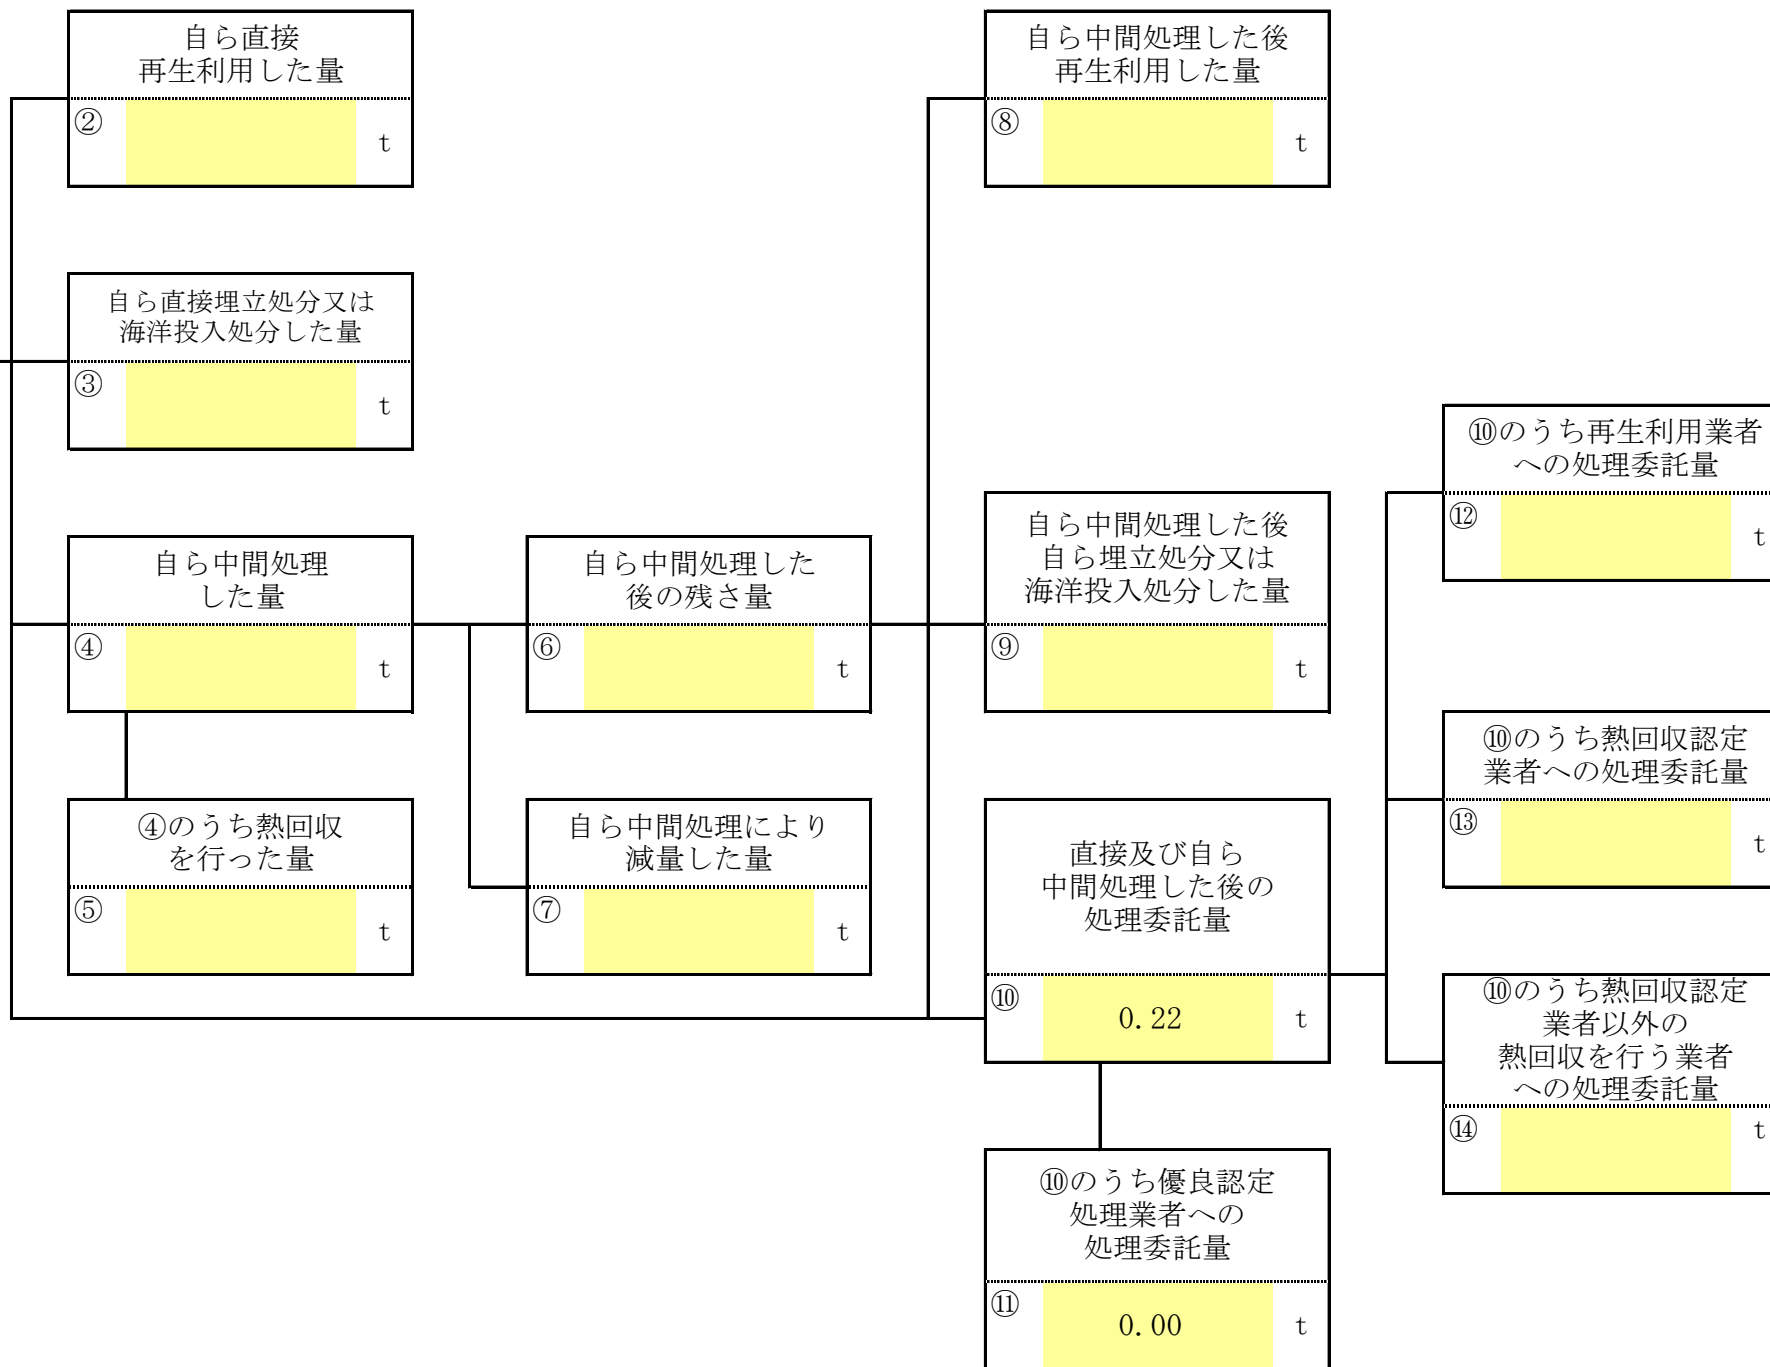 自ら直接
再生利用した量
②
t
自ら中間処理した後
再生利用した量
⑧
t
自ら直接埋立処分又は
海洋投入処分した量
③
t
⑩のうち再生利用業者
への処理委託量
⑫
t
自ら中間処理
した量
④
t
自ら中間処理した
後の残さ量
⑥
t
自ら中間処理した後
自ら埋立処分又は
海洋投入処分した量
⑨
t
⑩のうち熱回収認定
業者への処理委託量
⑬
t
④のうち熱回収
を行った量
⑤
t
自ら中間処理により
減量した量
⑦
t
直接及び自ら
中間処理した後の
処理委託量
⑩
0.22
t
⑩のうち熱回収認定
業者以外の
熱回収を行う業者
への処理委託量
⑭
t
⑩のうち優良認定
処理業者への
処理委託量
⑪
0.00
t